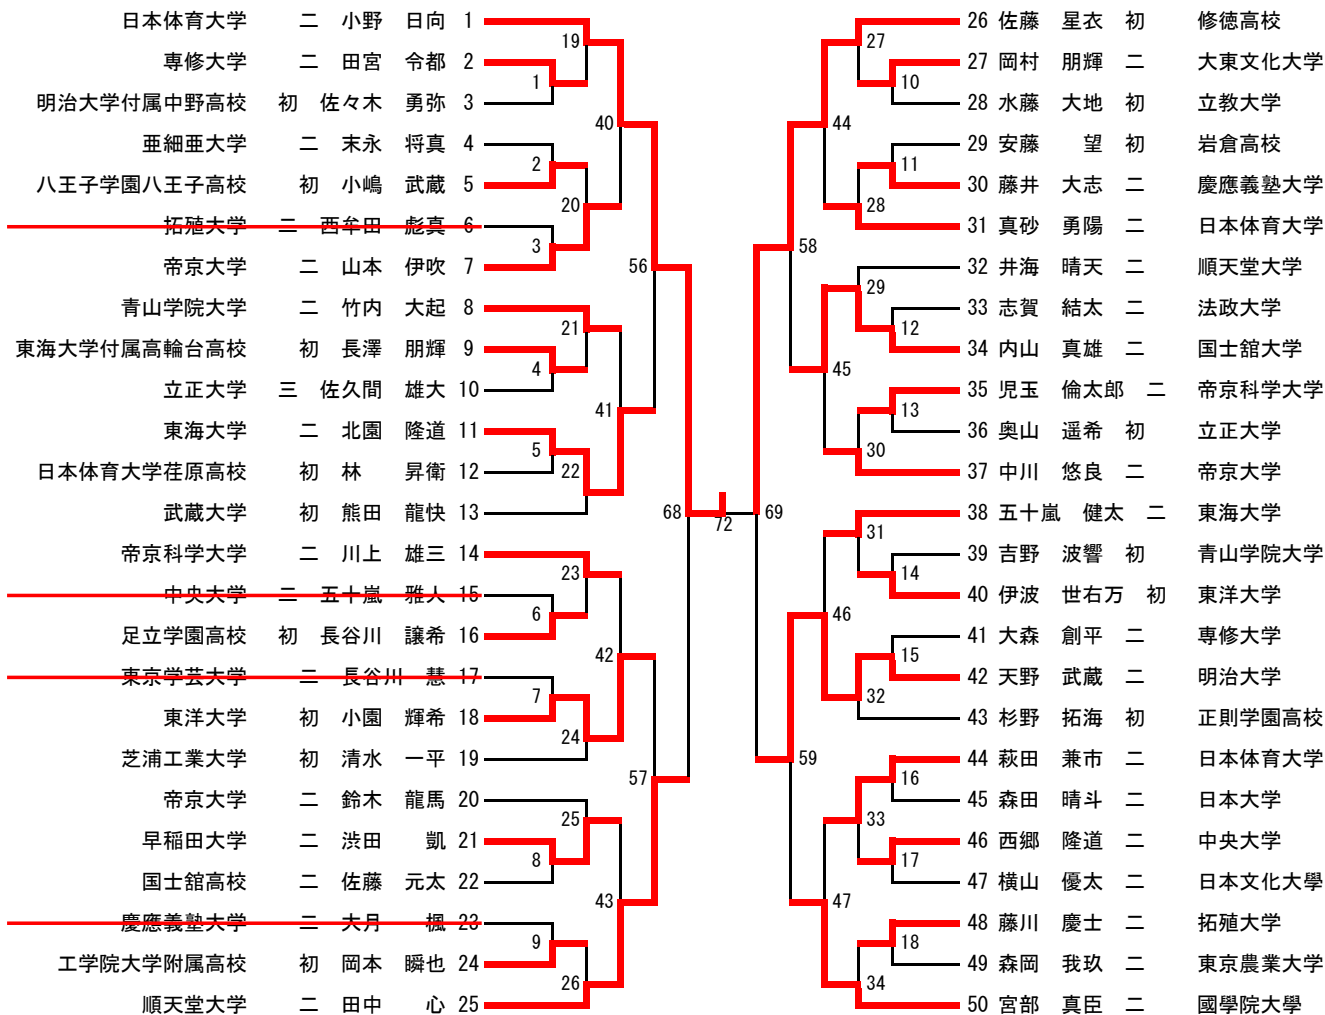 日本体育大学 二 小野 日向 1
専修大学 二 田宮 令都 2
明治大学付属中野高校 初 佐々木 勇弥 3
亜細亜大学 二 末永 将真 4
八王子学園八王子高校 初 小嶋 武蔵 5
拓殖大学 二 西牟田 彪真 6
帝京大学 二 山本 伊吹 7
青山学院大学 二 竹内 大起 8
東海大学付属高輪台高校 初 長澤 朋輝 9
立正大学 三 佐久間 雄大 10
東海大学 二 北園 隆道 11
日本体育大学荏原高校 初 林 昇衛 12
武蔵大学 初 熊田 龍快 13
帝京科学大学 二 川上 雄三 14
中央大学 二 五十嵐 雅人 15
足立学園高校 初 長谷川 譲希 16
東京学芸大学 二 長谷川 慧 17
東洋大学 初 小園 輝希 18
芝浦工業大学 初 清水 一平 19
帝京大学 二 鈴木 龍馬 20
早稲田大学 二 渋田 凱 21
国士舘高校 二 佐藤 元太 22
慶應義塾大学 二 大月 楓 23
工学院大学附属高校 初 岡本 瞬也 24
順天堂大学 二 田中 心 25
19
1
40
2
20
3
56
21
4
41
5
22
68
23
6
42
7
24
57
25
8
43
9
26
72
27
10
44
11
28
58
29
12
45
13
30
69
31
14
46
15
32
59
16
33
17
47
18
34
26 佐藤 星衣 初 修徳高校
27 岡村 朋輝 二 大東文化大学
28 水藤 大地 初 立教大学
29 安藤 望 初 岩倉高校
30 藤井 大志 二 慶應義塾大学
31 真砂 勇陽 二 日本体育大学
32 井海 晴天 二 順天堂大学
33 志賀 結太 二 法政大学
34 内山 真雄 二 国士舘大学
35 児玉 倫太郎 二 帝京科学大学
36 奥山 遥希 初 立正大学
37 中川 悠良 二 帝京大学
38 五十嵐 健太 二 東海大学
39 吉野 波響 初 青山学院大学
40 伊波 世右万 初 東洋大学
41 大森 創平 二 専修大学
42 天野 武蔵 二 明治大学
43 杉野 拓海 初 正則学園高校
44 萩田 兼市 二 日本体育大学
45 森田 晴斗 二 日本大学
46 西郷 隆道 二 中央大学
47 横山 優太 二 日本文化大學
48 藤川 慶士 二 拓殖大学
49 森岡 我玖 二 東京農業大学
50 宮部 真臣 二 國學院大學